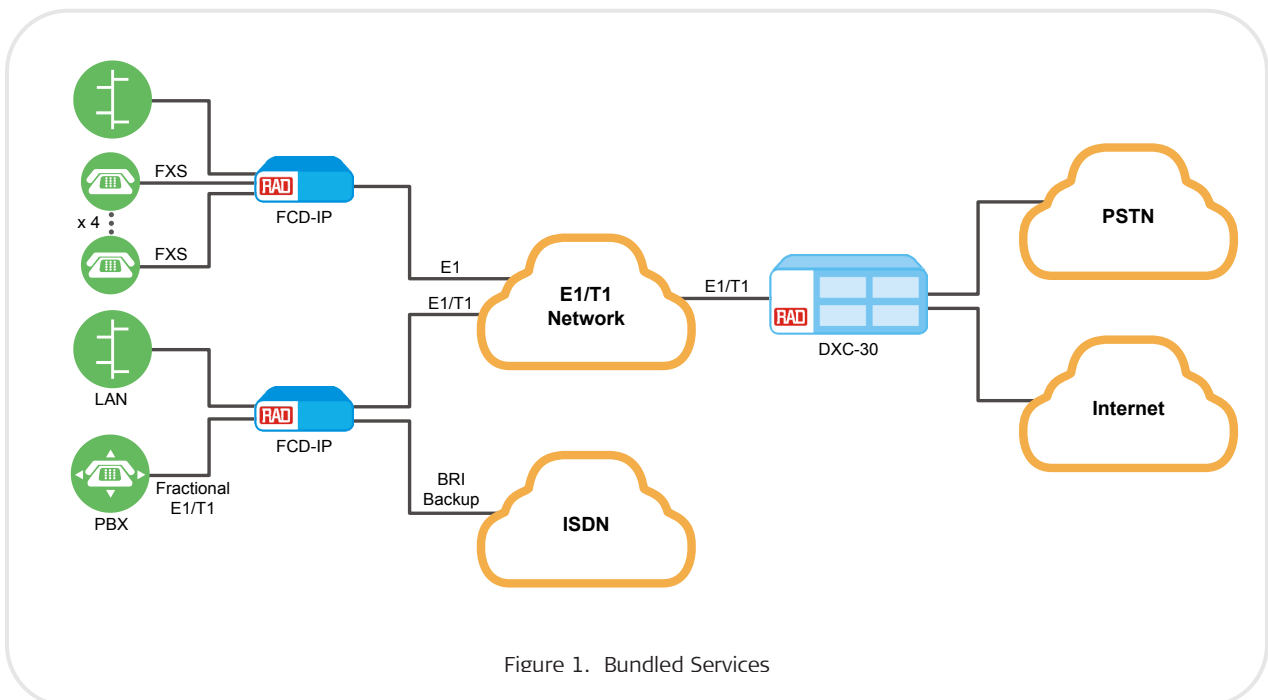 FXS
x 4
FXS
RAD
FCD-IP
E1
E1/T1
E1/T1
Network
E1/T1
RAD
DXC-30
PSTN
Internet
LAN
RAD
FCD-IP
PBX
Fractional
E1/T1
BRI
Backup
ISDN
Figure 1. Bundled Services